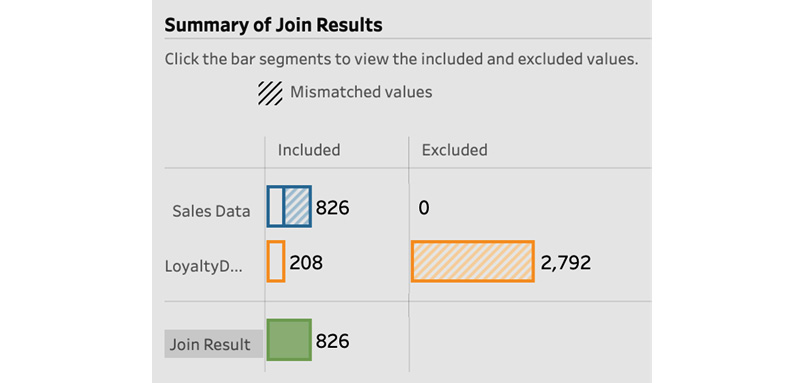 Summary of Join Results
Click the bar segments to view the included and excluded values.
Mismatched values
Included Excluded
Sales Data 826 0
LoyaltyD... 208 2,792
Join Result 826